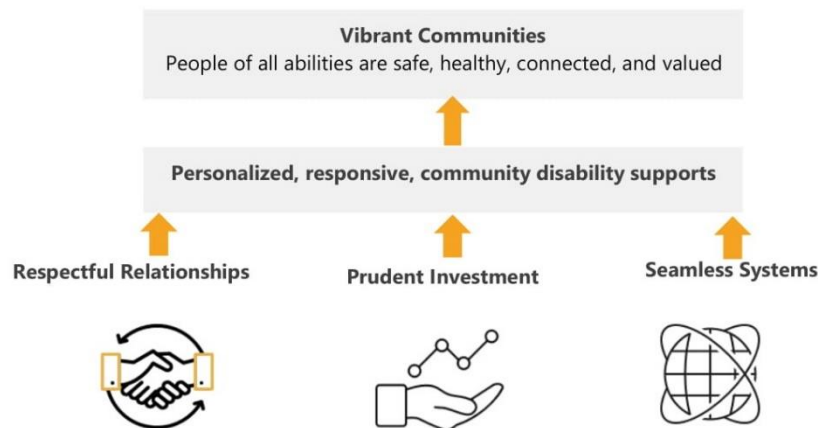 Vibrant Communities
People of all abilities are safe, healthy, connected, and valued
Personalized, responsive, community disability supports
Respectful Relationships
Prudent Investment
Seamless Systems